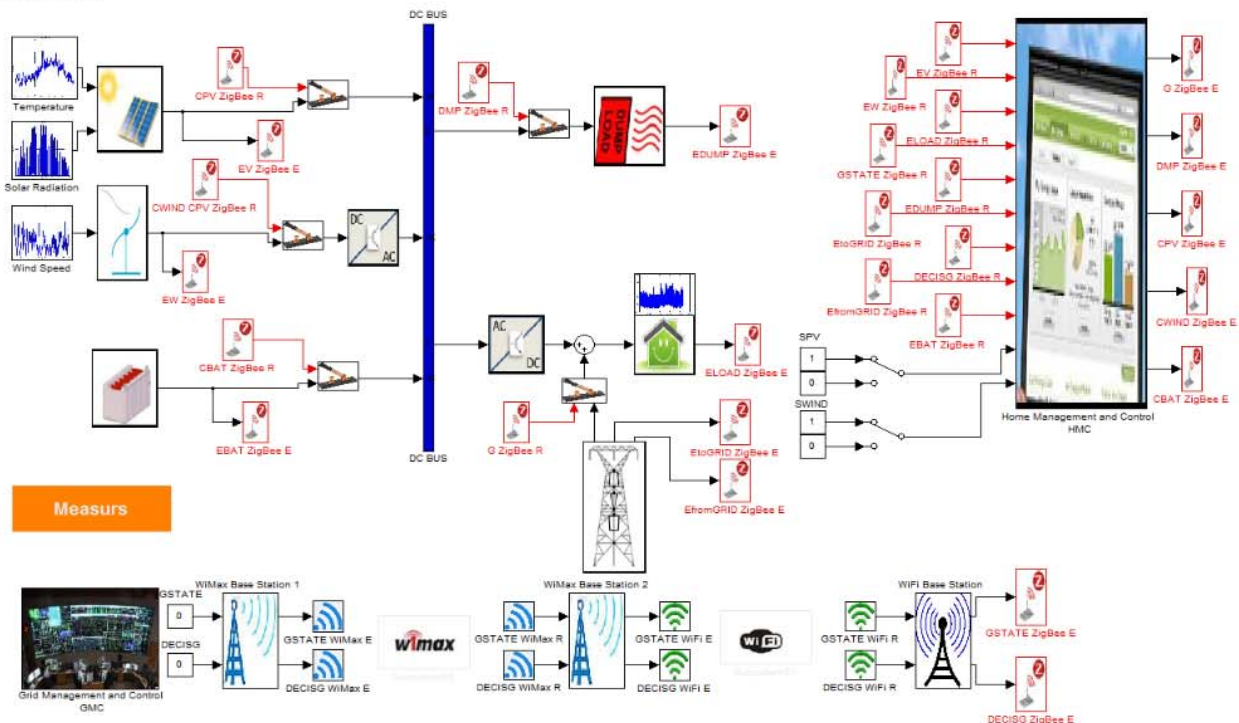 DC BUS
Temperature
CPV ZigBee R
EV ZigBee E
Solar Radiation
CWIND CPV ZigBee R
DC
AC
Wind Speed
EW ZigBee E
CBAT ZigBee R
EBAT ZigBee E
DC BUS
DMP ZigBee R
DUMP
LOAD
EDUMP ZigBee E
AC
DC
ELOAD ZigBee E
G ZigBee R
EtoGRID ZigBee E
EfromGRID ZigBee E
EV ZigBee R
EW ZigBee R
ELOAD ZigBee R
GSTATE ZigBee R
EDUMP ZigBee R
EtoGRID ZigBee R
DECISG ZigBee R
EfromGRID ZigBee R
EBAT ZigBee R
SPV
1
0
SWIND
1
0
Home Management and Control
HMC
G ZigBee E
DMP ZigBee E
CPV ZigBee E
CWIND ZigBee E
CBAT ZigBee E
Measurs
GSTATE
0
DECISG
0
Grid Management and Control
GMC
WiMax Base Station 1
GSTATE WiMax E
DECISG WiMax E
wimax
GSTATE WiMax R
DECISG WiMax R
WiMax Base Station 2
GSTATE WiFi E
DECISG WiFi E
Wi Fi
GSTATE WiFi R
DECISG WiFi R
WiFi Base Station
GSTATE ZigBee E
DECISG ZigBee E